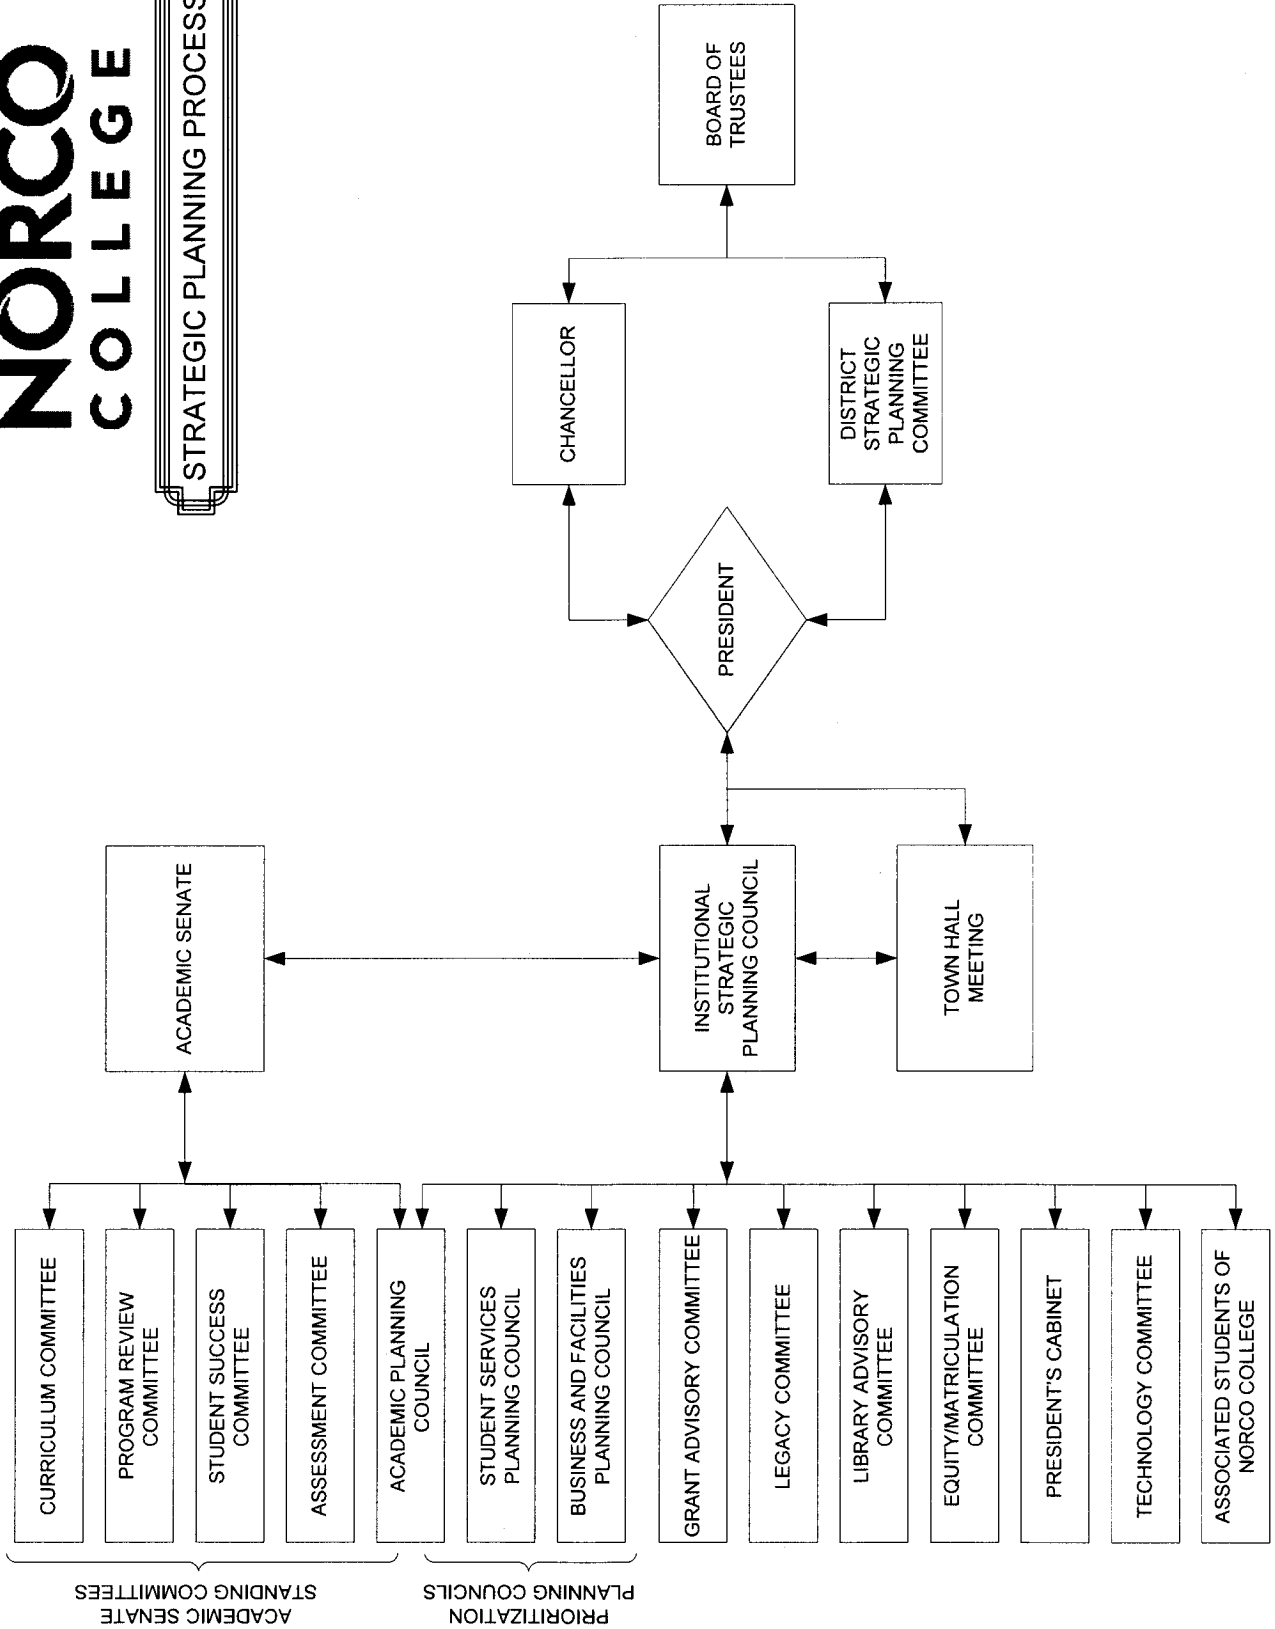 NORCO
COLLEGE
STRATEGIC PLANNING PROCESS
BOARD OF
TRUSTEES
CHANCELLOR
DISTRICT
STRATEGIC
PLANNING
COMMITTEE
PRESIDENT
ACADEMIC SENATE
INSTITUTIONAL
STRATEGIC
PLANNING COUNCIL
TOWN HALL
MEETING
CURRICULUM COMMITTEE
PROGRAM REVIEW
COMMITTEE
STUDENT SUCCESS
COMMITTEE
ASSESSMENT COMMITTEE
ACADEMIC PLANNING
COUNCIL
STUDENT SERVICES
PLANNING COUNCIL
BUSINESS AND FACILITIES
PLANNING COUNCIL
GRANT ADVISORY COMMITTEE
LEGACY COMMITTEE
LIBRARY ADVISORY
COMMITTEE
EQUITY/MATRICULATION
COMMITTEE
PRESIDENT'S CABINET
TECHNOLOGY COMMITTEE
ASSOCIATED STUDENTS OF
NORCO COLLEGE
ACADEMIC SENATE
STANDING COMMITTEES
PRIORITIZATION
PLANNING COUNCILS